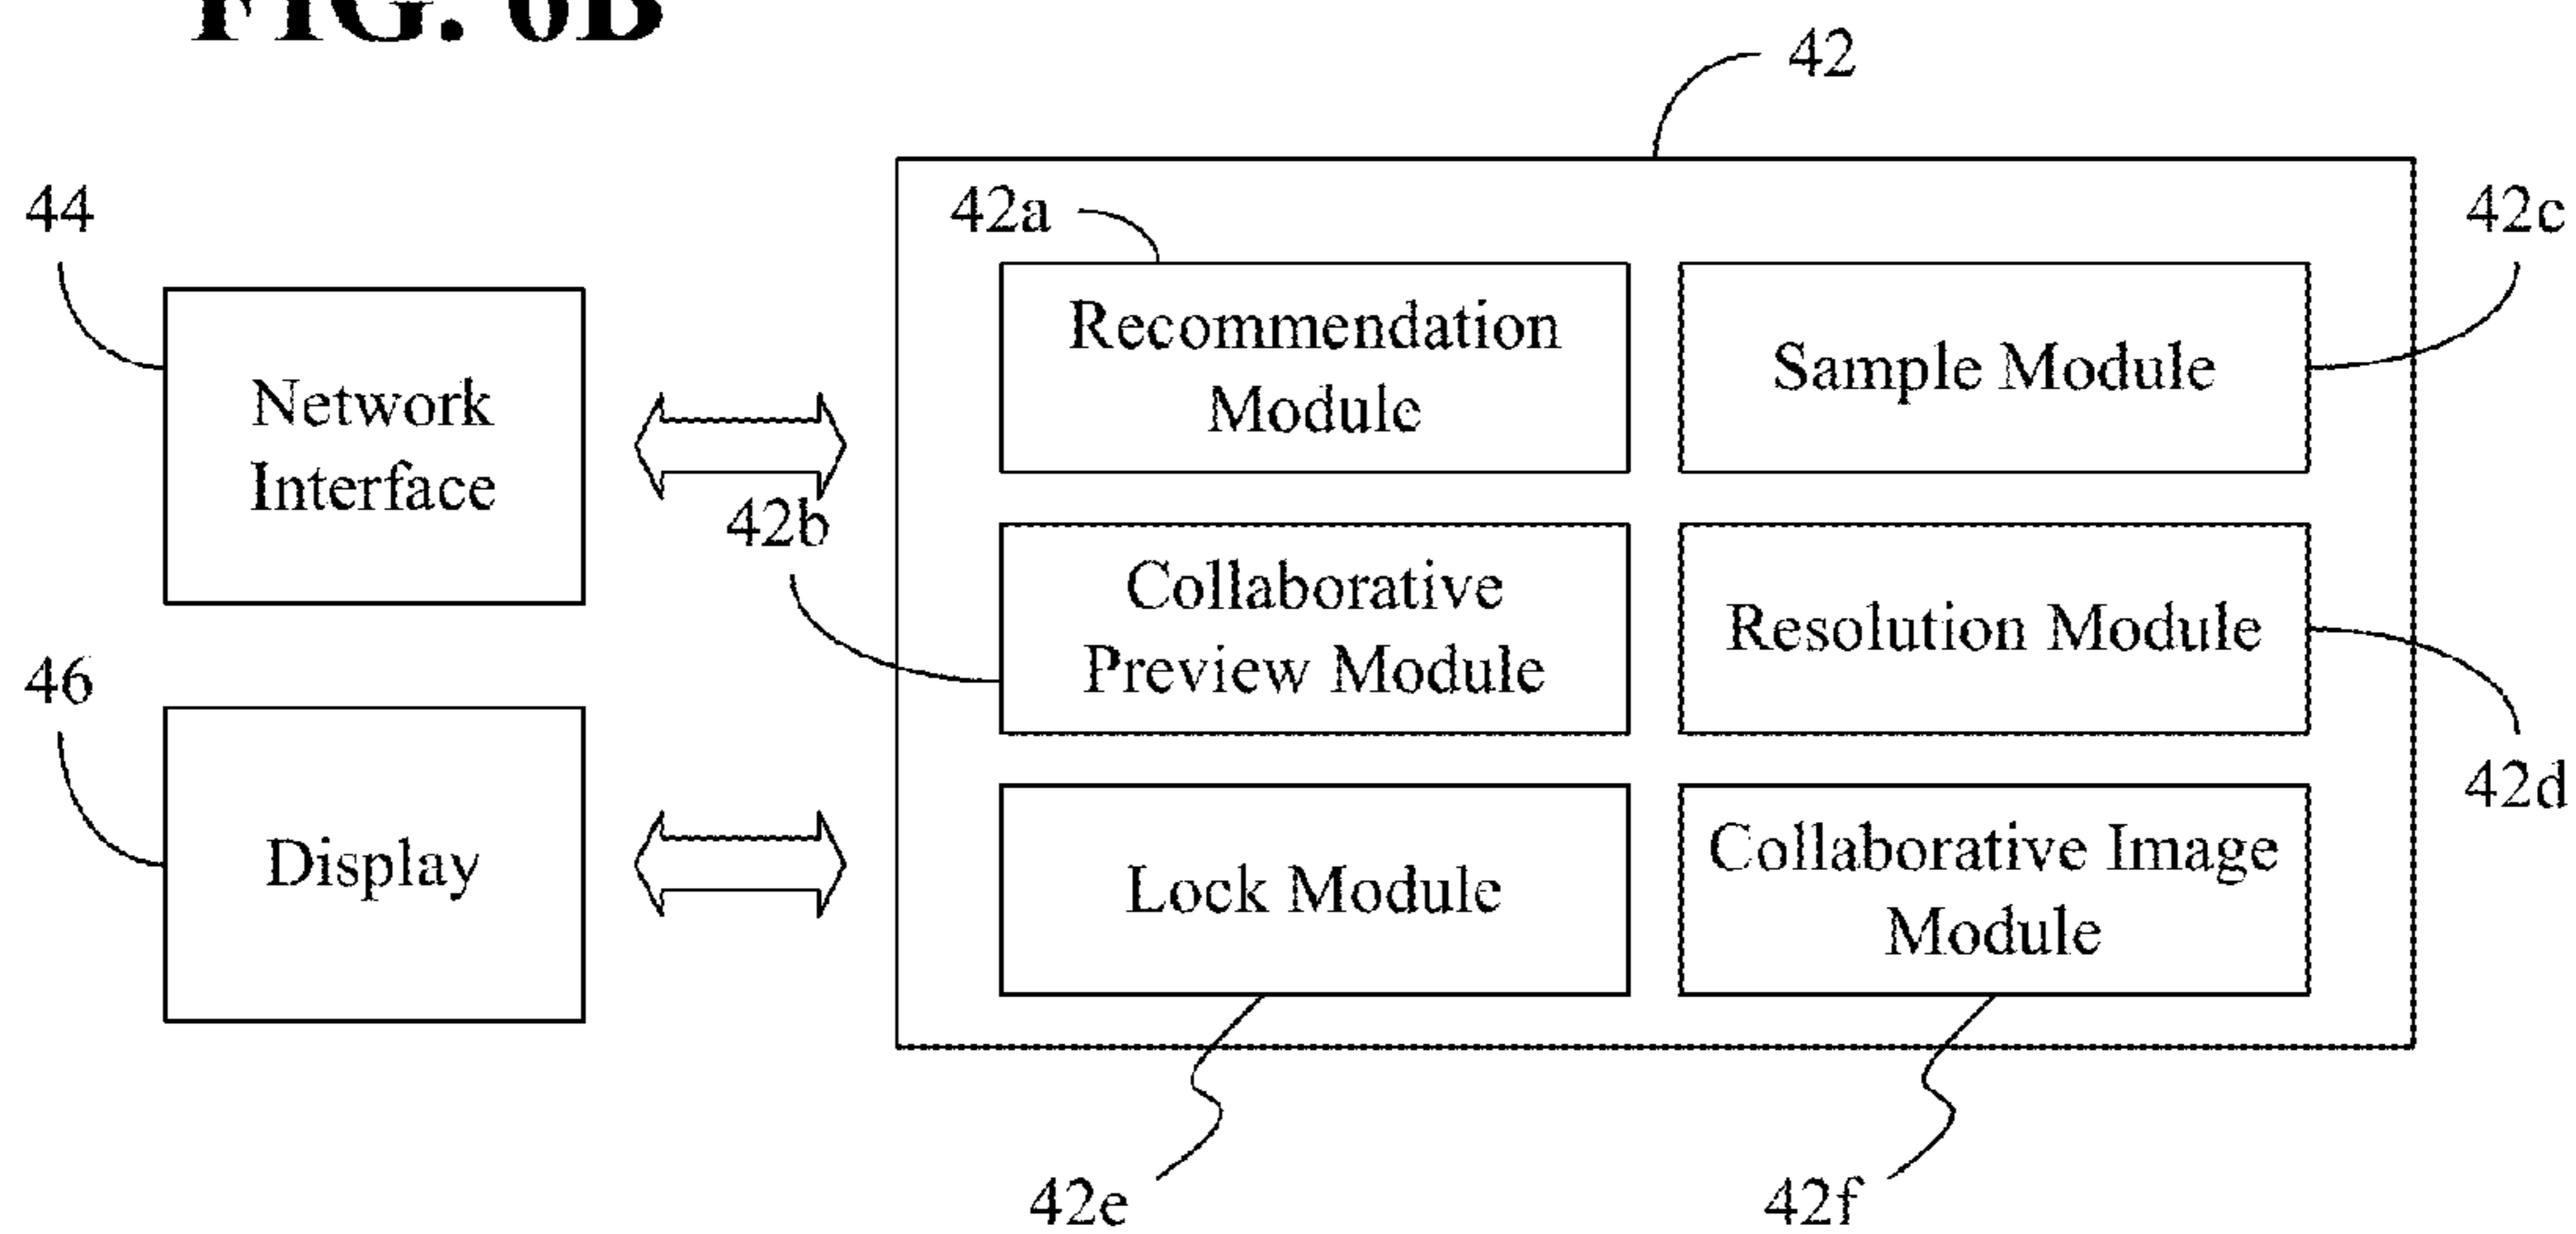 FIG. 6B
42
44
42a
42c
Recommendation
Module
Sample Module
Network
Interface
42b
Collaborative
Preview Module
Resolution Module
46
42d
Display
Lock Module
Collaborative Image
Module
42e
42f